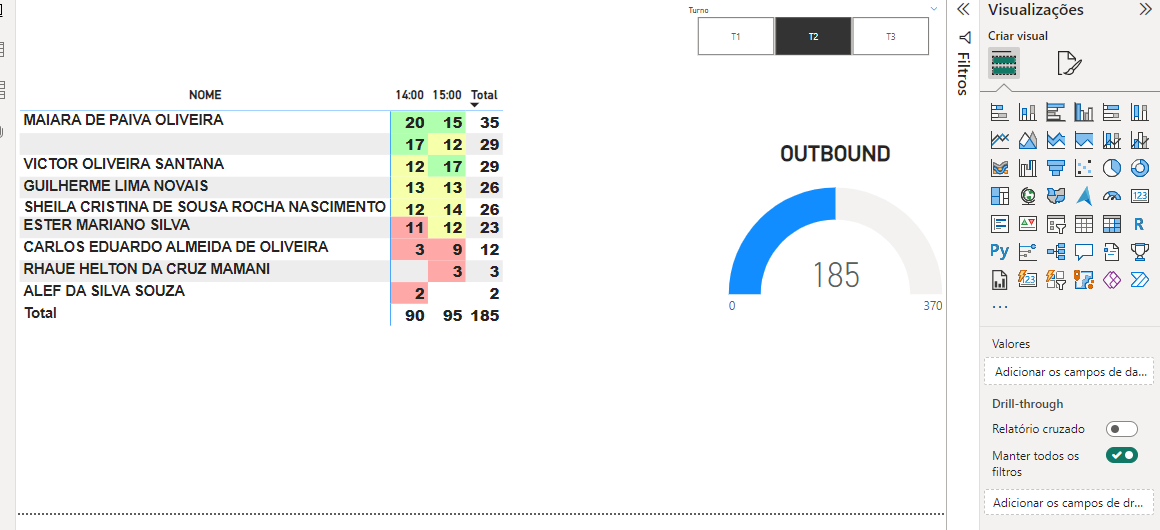 Turno
T1 T2 T3
NOME 14:00 15:00 Total
MAIARA DE PAIVA OLIVEIRA 20 15 35
17 12 29
VICTOR OLIVEIRA SANTANA 12 17 29
GUILHERME LIMA NOVAIS 13 13 26
SHEILA CRISTINA DE SOUSA ROCHA NASCIMENTO 12 14 26
ESTER MARIANO SILVA 11 12 23
CARLOS EDUARDO ALMEIDA DE OLIVEIRA 3 9 12
RHAUE HELTON DA CRUZ MAMANI 3 3
ALEF DA SILVA SOUZA 2 2
Total 90 95 185
OUTBOUND
185
0 370
Filtros
Visualizações
Criar visual
123
R
Py
123
...
Valores
Adicionar os campos de da...
Drill-through
Relatório cruzado
Manter todos os
filtros
Adicionar os campos de dr...